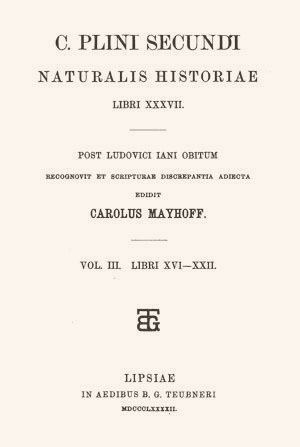 C. PLINI SECUNDI
NATURALIS HISTORIAE
LIBRI XXXVII.
POST LUDOVICI IANI OBITUM
RECOGNOVIT ET SCRIPTURAE DISCREPANTIA ADIECTA
EDIDIT
CAROLUS MAYHOFF.
VOL. III. LIBRI XVI—XXII.
BTG
LIPSIAE
IN AEDIBUS B. G. TEUBNERI
MDCCCLXXXXII.